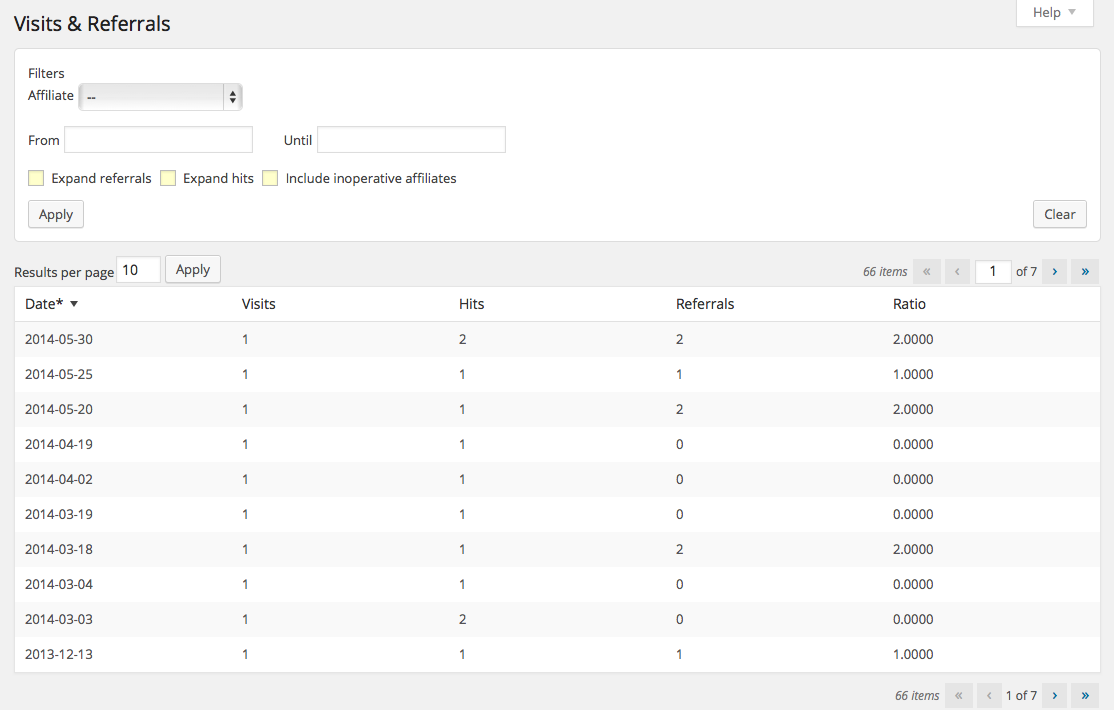 Visits & Referrals
Help ▼
Filters
Affiliate --
From Until
Expand referrals Expand hits Include inoperative affiliates
Apply Clear
Results per page 10 Apply 66 items « ‹ 1 of 7 › »
Date* ▼ Visits Hits Referrals Ratio
2014-05-30 1 2 2 2.0000
2014-05-25 1 1 1 1.0000
2014-05-20 1 1 2 2.0000
2014-04-19 1 1 0 0.0000
2014-04-02 1 1 0 0.0000
2014-03-19 1 1 0 0.0000
2014-03-18 1 1 2 2.0000
2014-03-04 1 1 0 0.0000
2014-03-03 1 2 0 0.0000
2013-12-13 1 1 1 1.0000
66 items « ‹ 1 of 7 › »